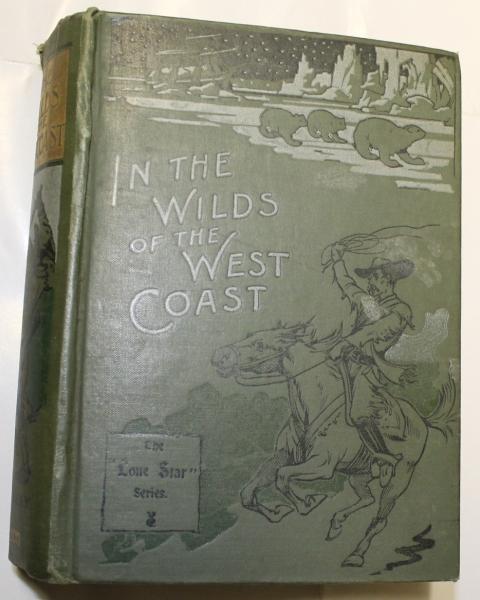 IN THE
WILDS
OF THE
WEST
COAST
The
"Lone Star"
Series.